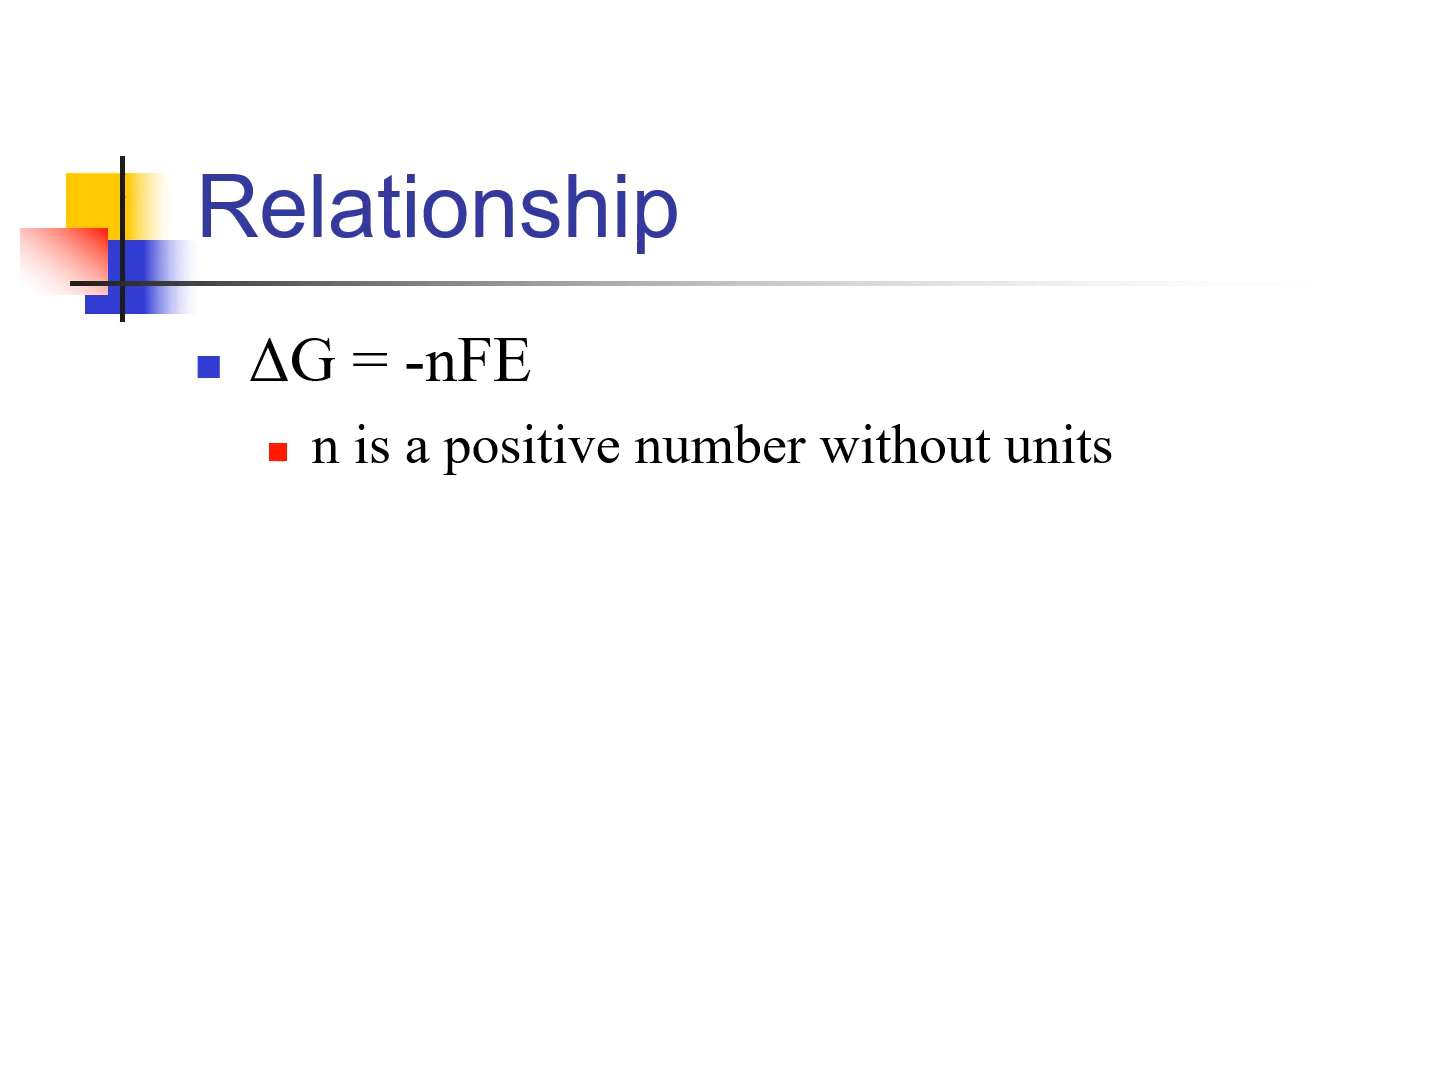 Relationship
ΔG = -nFE
n is a positive number without units